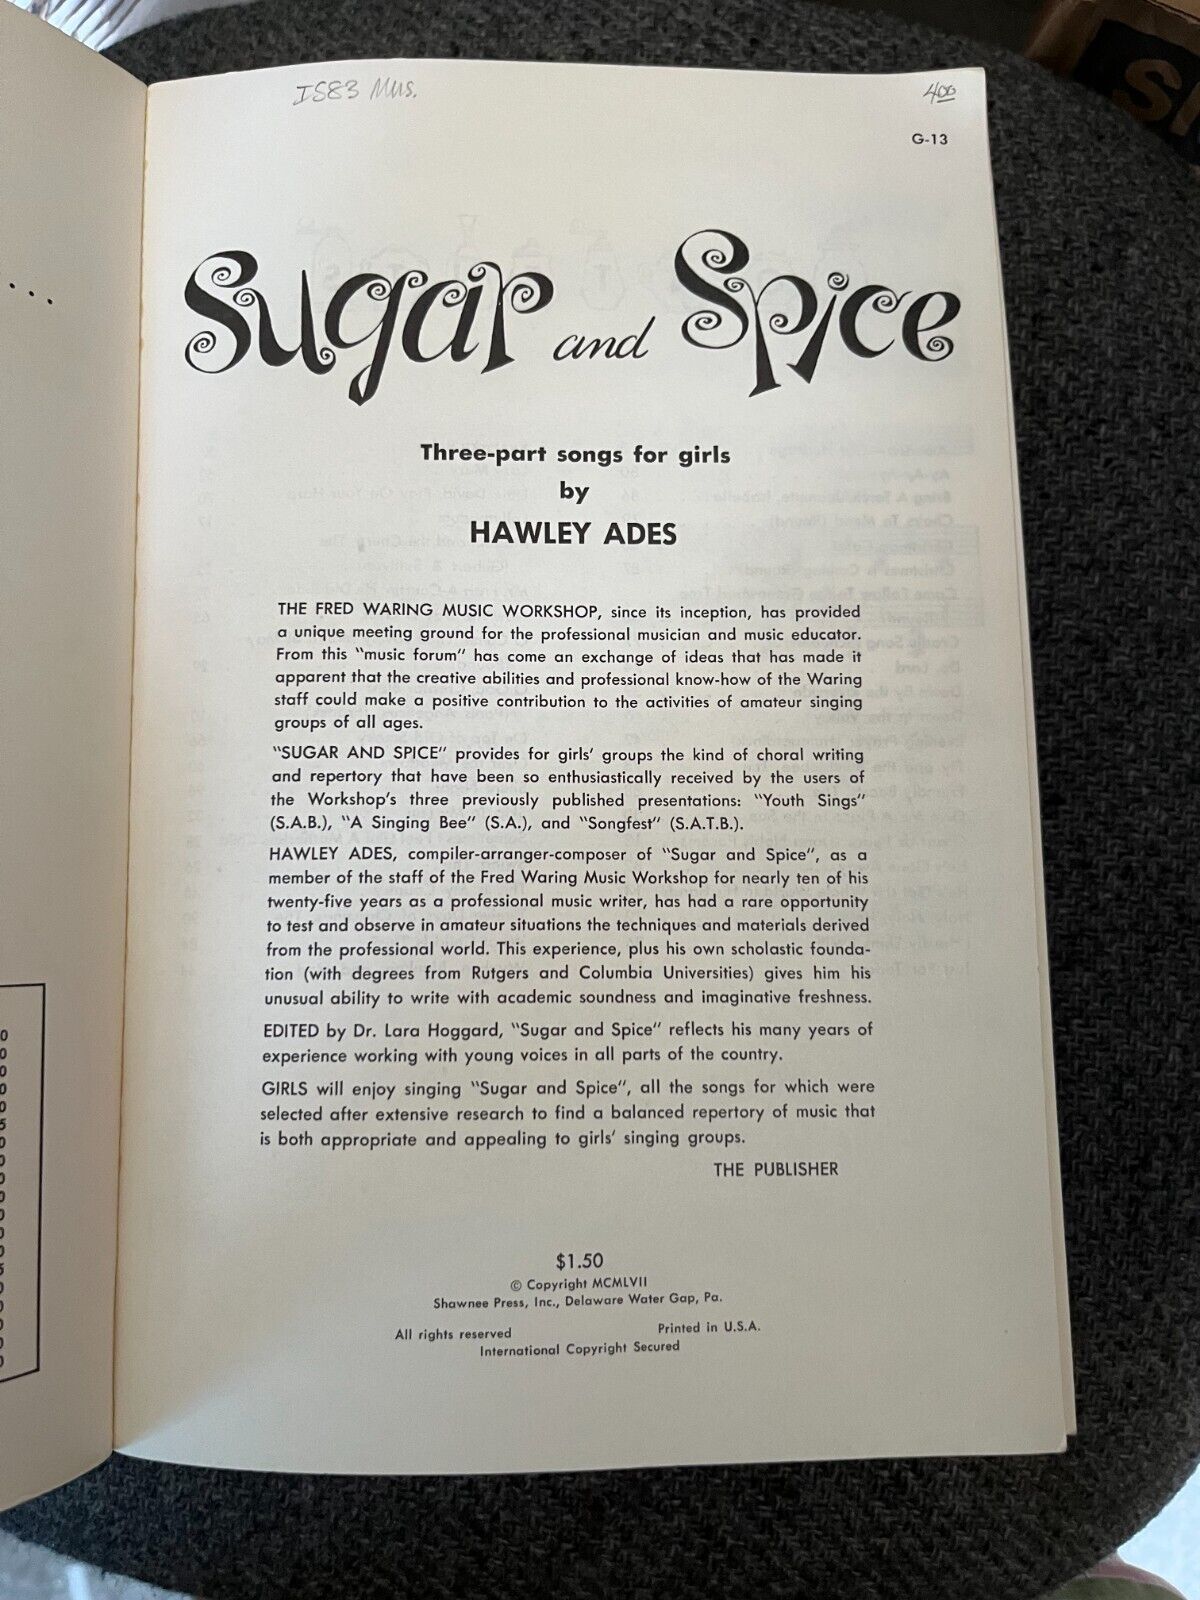 IS83 Mus.
4.00
G-13
Sugar and Spice
Three-part songs for girls
by
HAWLEY ADES
THE FRED WARING MUSIC WORKSHOP, since its inception, has provided
a unique meeting ground for the professional musician and music educator.
From this "music forum" has come an exchange of ideas that has made it
apparent that the creative abilities and professional know-how of the Waring
staff could make a positive contribution to the activities of amateur singing
groups of all ages.
"SUGAR AND SPICE" provides for girls' groups the kind of choral writing
and repertory that have been so enthusiastically received by the users of
the Workshop's three previously published presentations: "Youth Sings"
(S.A.B.), "A Singing Bee" (S.A.), and "Songfest" (S.A.T.B.).
HAWLEY ADES, compiler-arranger-composer of "Sugar and Spice", as a
member of the staff of the Fred Waring Music Workshop for nearly ten of his
twenty-five years as a professional music writer, has had a rare opportunity
to test and observe in amateur situations the techniques and materials derived
from the professional world. This experience, plus his own scholastic founda-
tion (with degrees from Rutgers and Columbia Universities) gives him his
unusual ability to write with academic soundness and imaginative freshness.
EDITED by Dr. Lara Hoggard, "Sugar and Spice" reflects his many years of
experience working with young voices in all parts of the country.
GIRLS will enjoy singing "Sugar and Spice", all the songs for which were
selected after extensive research to find a balanced repertory of music that
is both appropriate and appealing to girls' singing groups.
THE PUBLISHER
$1.50
© Copyright MCMLVII
Shawnee Press, Inc., Delaware Water Gap, Pa.
All rights reserved Printed in U.S.A.
International Copyright Secured